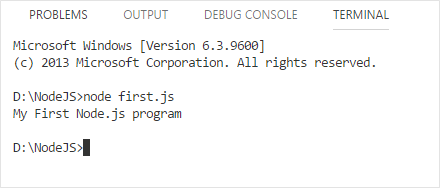 PROBLEMS OUTPUT DEBUG CONSOLE TERMINAL
Microsoft Windows [Version 6.3.9600]
(c) 2013 Microsoft Corporation. All rights reserved.
D:\NodeJS>node first.js
My First Node.js program
D:\NodeJS>